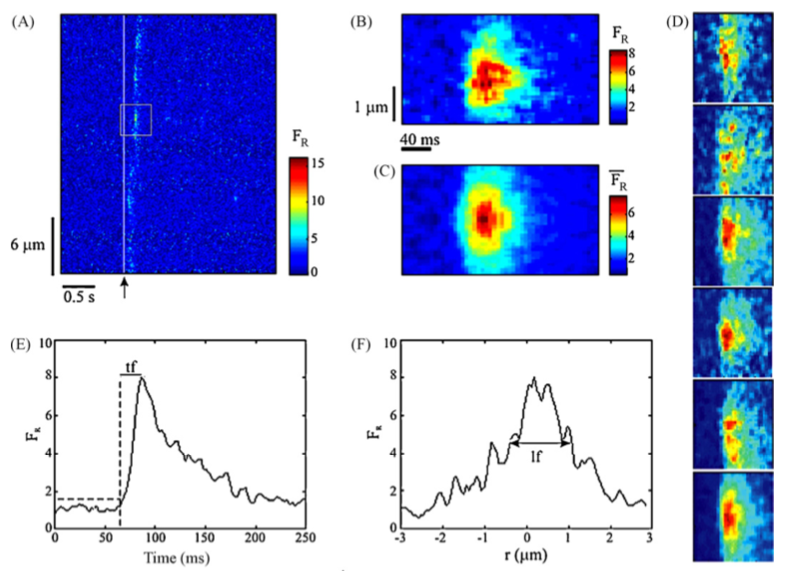 (A)
F_R
15
10
5
0
6 μm
0.5 s
(B)
F_R
8
6
4
2
1 μm
40 ms
(C)
F̅_R
6
4
2
(D)
(E)
10
8
6
4
2
0
F_R
tf
0 50 100 150 200 250
Time (ms)
(F)
10
8
6
4
2
0
F_R
lf
-3 -2 -1 0 1 2 3
r (μm)